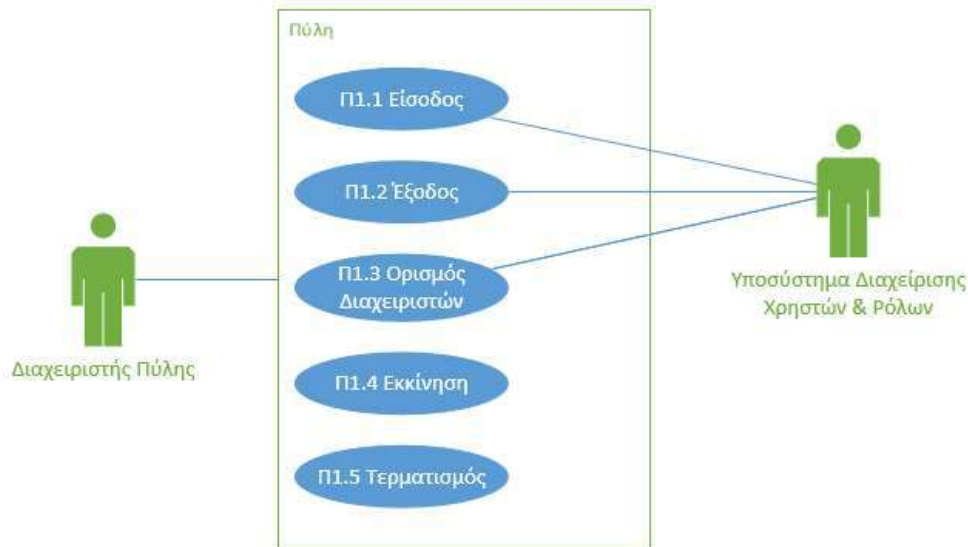 Πύλη
Π1.1 Είσοδος
Π1.2 Έξοδος
Π1.3 Ορισμός
Διαχειριστών
Π1.4 Εκκίνηση
Π1.5 Τερματισμός
Διαχειριστής Πύλης
Υποσύστημα Διαχείρισης
Χρηστών & Ρόλων